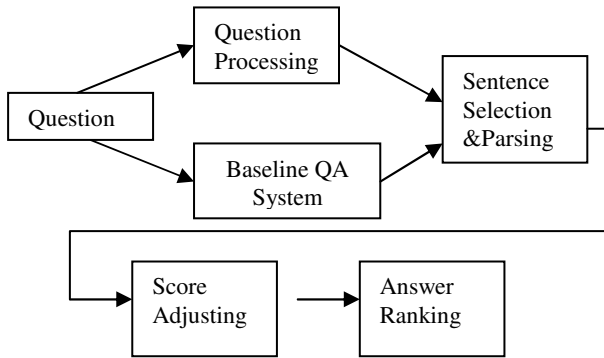 Question
Processing
Question
Baseline QA
System
Sentence
Selection
&Parsing
Score
Adjusting
Answer
Ranking